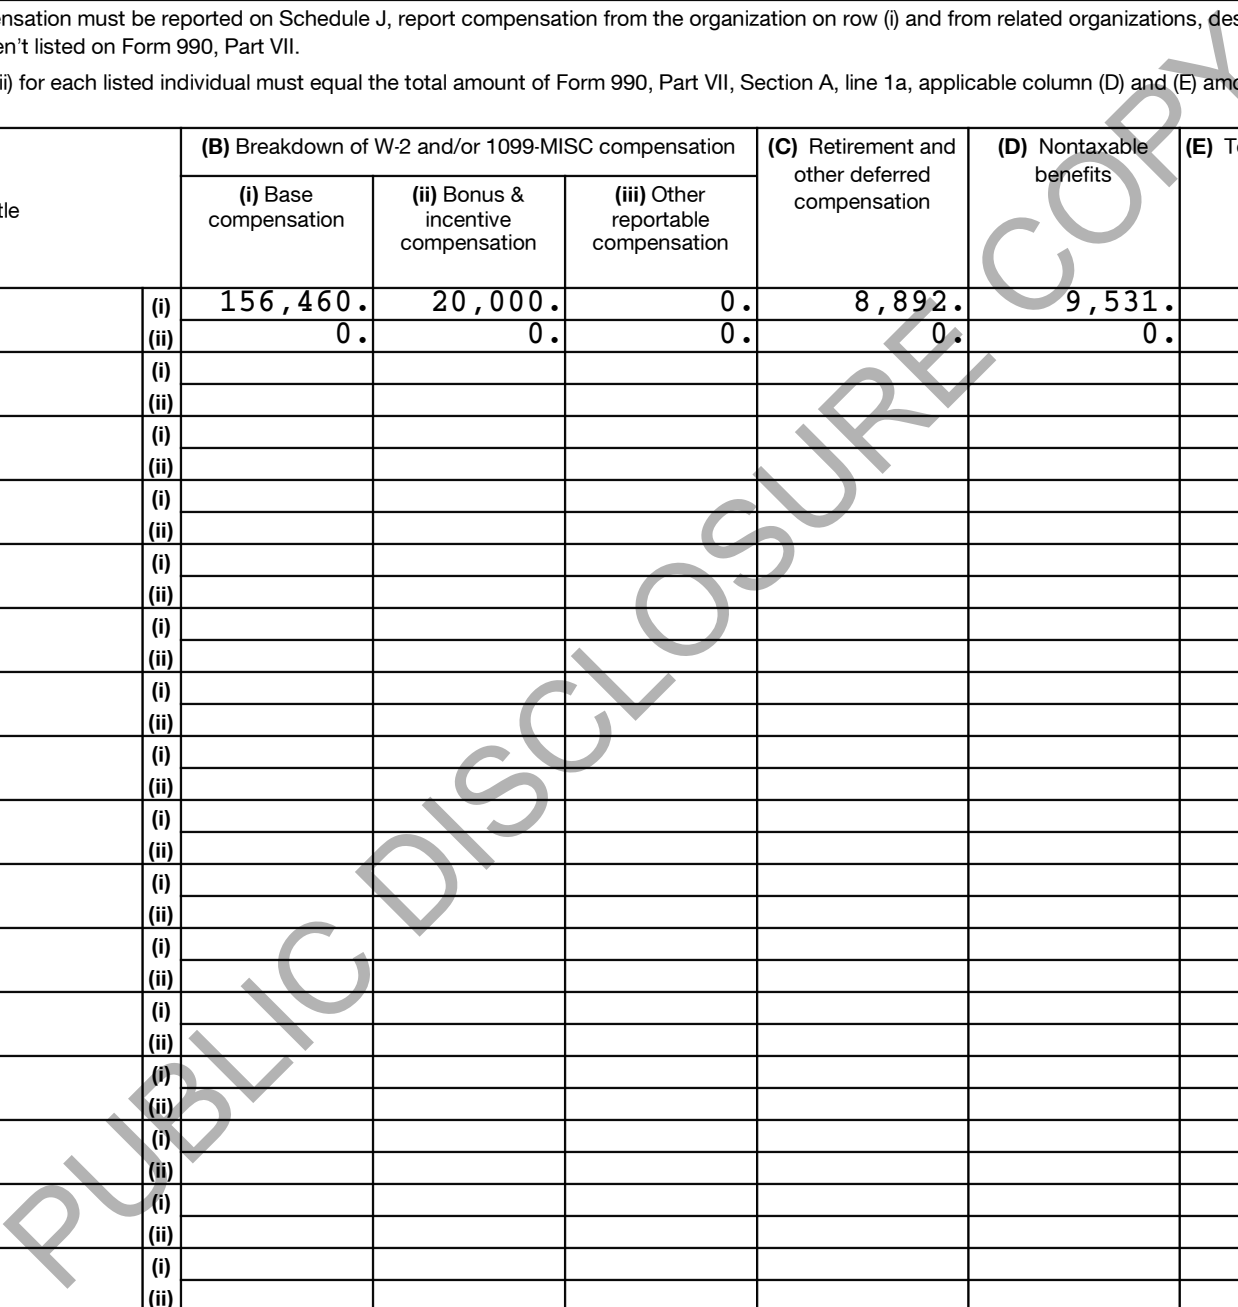 ensation must be reported on Schedule J, report compensation from the organization on row (i) and from related organizations, des
en't listed on Form 990, Part VII.
ii) for each listed individual must equal the total amount of Form 990, Part VII, Section A, line 1a, applicable column (D) and (E) amo
(B) Breakdown of W-2 and/or 1099-MISC compensation
(C) Retirement and
other deferred
compensation
(D) Nontaxable
benefits
(E) To
tle
(i) Base
compensation
(ii) Bonus &
incentive
compensation
(iii) Other
reportable
compensation
(i) 156,460. 20,000. 0. 8,892. 9,531.
(ii) 0. 0. 0. 0. 0.
(i)
(ii)
(i)
(ii)
(i)
(ii)
(i)
(ii)
(i)
(ii)
(i)
(ii)
(i)
(ii)
(i)
(ii)
(i)
(ii)
(i)
(ii)
(i)
(ii)
(i)
(ii)
(i)
(ii)
(i)
(ii)
(i)
(ii)
PUBLIC DISCLOSURE COPY